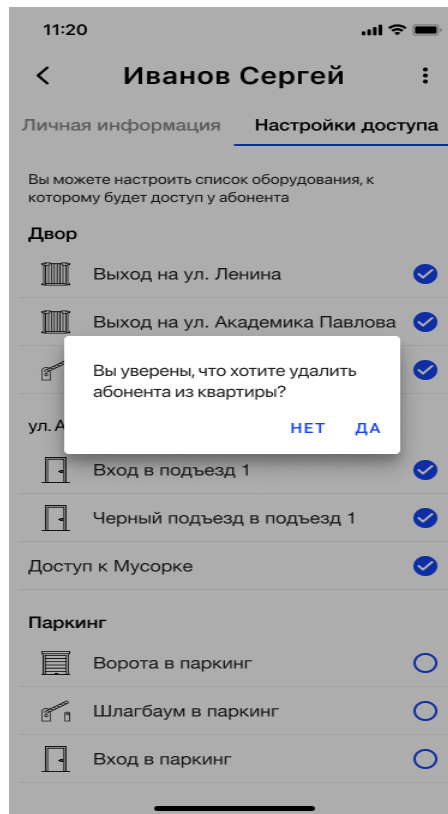 11:20
Иванов Сергей
Личная информация Настройки доступа
Вы можете настроить список оборудования, к
которому будет доступ у абонента
Двор
Выход на ул. Ленина
Выход на ул. Академика Павлова
Вы уверены, что хотите удалить
абонента из квартиры?
НЕТ ДА
ул. А
Вход в подъезд 1
Черный подъезд в подъезд 1
Доступ к Мусорке
Паркинг
Ворота в паркинг
Шлагбаум в паркинг
Вход в паркинг